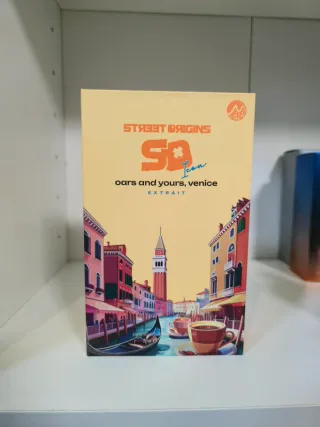 STREET ORIGINS
SO
Icon
oars and yours, venice
EXTRAIT